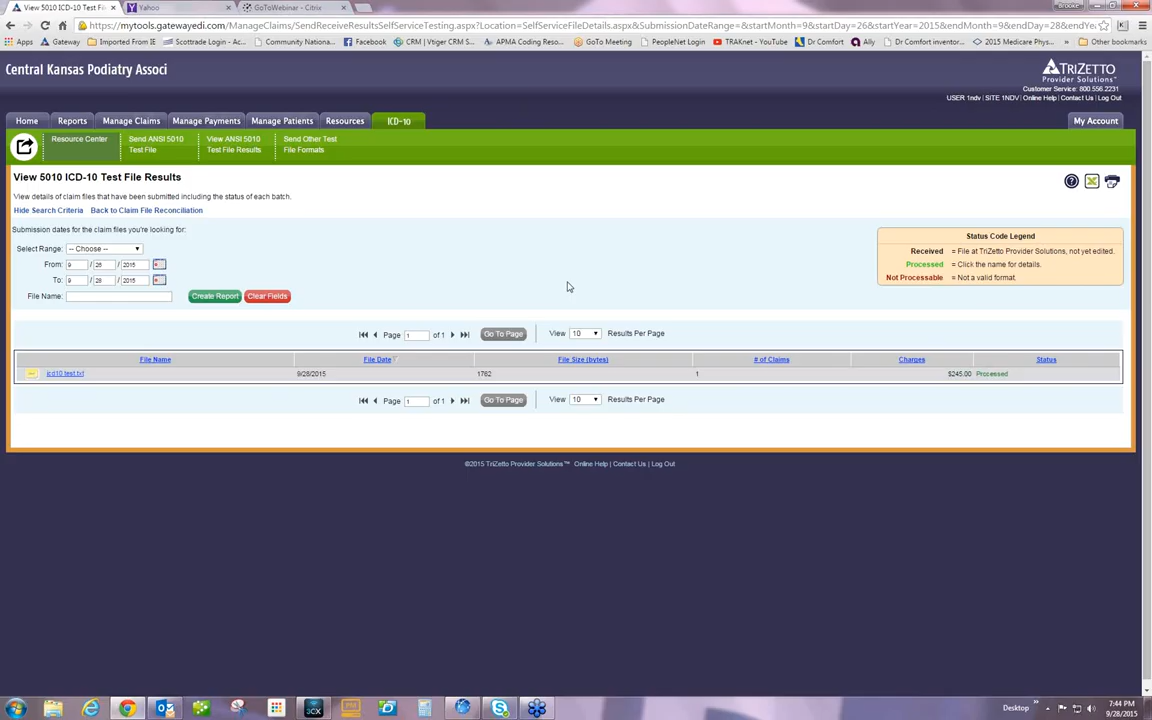 View 5010 ICD-10 Test Fi
Yahoo
GoToWebinar - Citrix
Brooke
https://mytools.gatewayedi.com/ManageClaims/SendReceiveResultsSelfServiceTesting.aspx?Location=SelfServiceFileDetails.aspx&SubmissionDateRange=&startMonth=9&startDay=26&startYear=2015&endMonth=9&endDay=28&endYe
Apps Gateway Imported From IE Scottrade Login - Ac... Community Nationa... Facebook CRM | Vtiger CRM S... APMA Coding Reso... GoTo Meeting PeopleNet Login TRAKnet - YouTube Dr Comfort Ally Dr Comfort inventor... 2015 Medicare Phys... » Other bookmarks
Central Kansas Podiatry Associ
TRIZETTO
Provider Solutions™
Customer Service: 800.556.2231
USER 1ndv | SITE 1NDV | Online Help | Contact Us | Log Out
Home Reports Manage Claims Manage Payments Manage Patients Resources ICD-10 My Account
Resource Center
Send ANSI 5010
Test File
View ANSI 5010
Test File Results
Send Other Test
File Formats
View 5010 ICD-10 Test File Results
View details of claim files that have been submitted including the status of each batch.
Hide Search Criteria Back to Claim File Reconciliation
Submission dates for the claim files you're looking for:
Select Range: -- Choose --
From: 9 / 26 / 2015
To: 9 / 28 / 2015
File Name: Create Report Clear Fields
Status Code Legend
Received = File at TriZetto Provider Solutions, not yet edited.
Processed = Click the name for details.
Not Processable = Not a valid format.
Page 1 of 1 Go To Page View 10 Results Per Page
File Name File Date File Size (bytes) # of Claims Charges Status
icd10 test.txt 9/28/2015 1762 1 $245.00 Processed
Page 1 of 1 Go To Page View 10 Results Per Page
©2015 TriZetto Provider Solutions™ Online Help | Contact Us | Log Out
3CX
PM
Desktop »
7:44 PM
9/28/2015